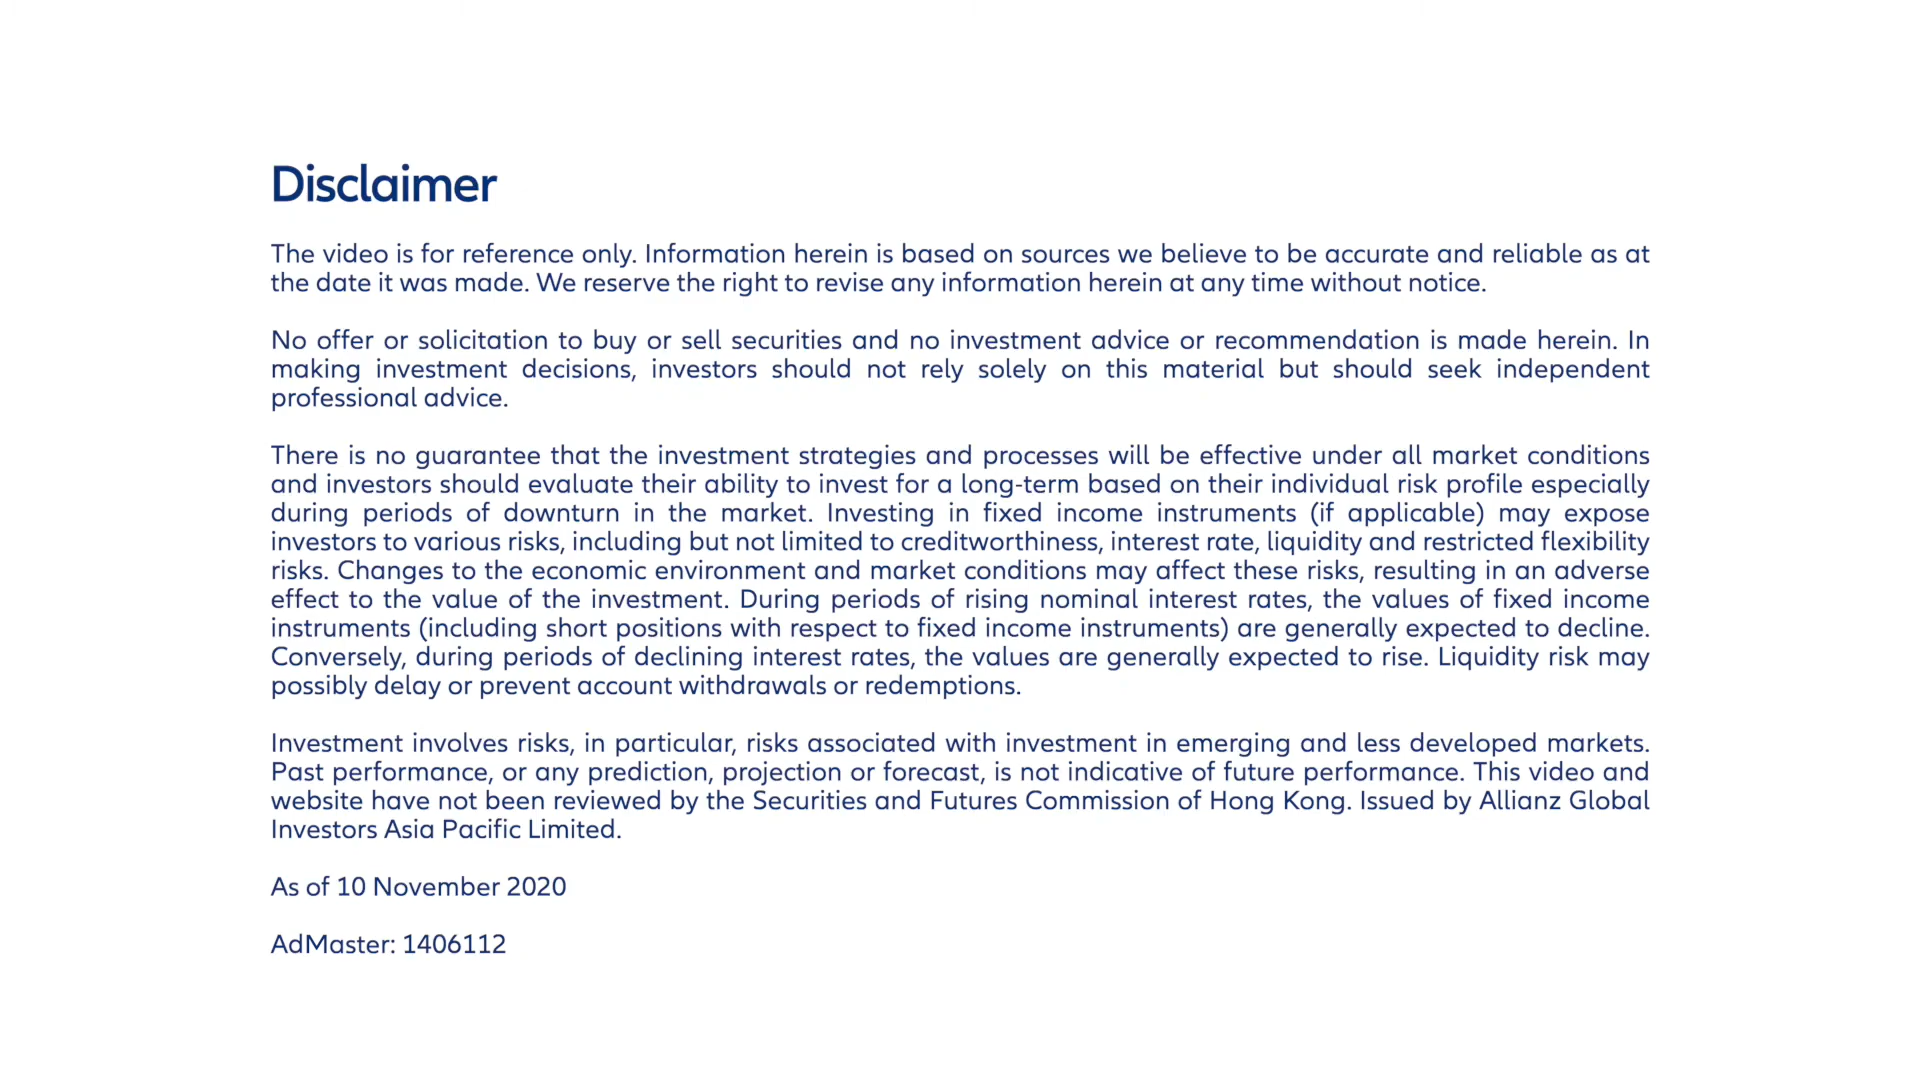 Disclaimer
The video is for reference only. Information herein is based on sources we believe to be accurate and reliable as at
the date it was made. We reserve the right to revise any information herein at any time without notice.
No offer or solicitation to buy or sell securities and no investment advice or recommendation is made herein. In
making investment decisions, investors should not rely solely on this material but should seek independent
professional advice.
There is no guarantee that the investment strategies and processes will be effective under all market conditions
and investors should evaluate their ability to invest for a long-term based on their individual risk profile especially
during periods of downturn in the market. Investing in fixed income instruments (if applicable) may expose
investors to various risks, including but not limited to creditworthiness, interest rate, liquidity and restricted flexibility
risks. Changes to the economic environment and market conditions may affect these risks, resulting in an adverse
effect to the value of the investment. During periods of rising nominal interest rates, the values of fixed income
instruments (including short positions with respect to fixed income instruments) are generally expected to decline.
Conversely, during periods of declining interest rates, the values are generally expected to rise. Liquidity risk may
possibly delay or prevent account withdrawals or redemptions.
Investment involves risks, in particular, risks associated with investment in emerging and less developed markets.
Past performance, or any prediction, projection or forecast, is not indicative of future performance. This video and
website have not been reviewed by the Securities and Futures Commission of Hong Kong. Issued by Allianz Global
Investors Asia Pacific Limited.
As of 10 November 2020
AdMaster: 1406112